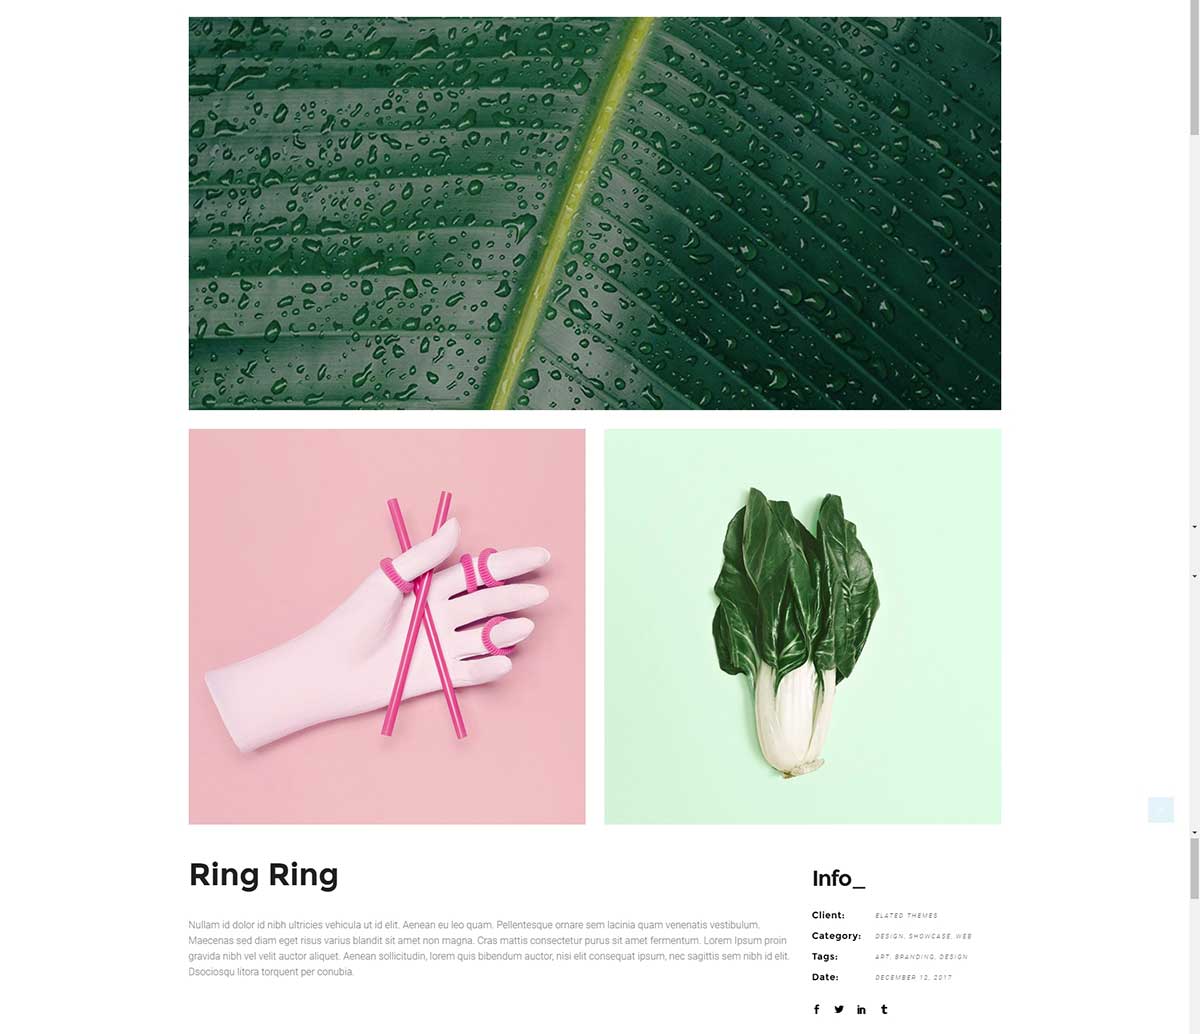 Ring Ring
Nullam id dolor id nibh ultricies vehicula ut id elit. Aenean eu leo quam. Pellentesque ornare sem lacinia quam venenatis vestibulum.
Maecenas sed diam eget risus varius blandit sit amet non magna. Cras mattis consectetur purus sit amet fermentum. Lorem Ipsum proin
gravida nibh vel velit auctor aliquet. Aenean sollicitudin, lorem quis bibendum auctor, nisi elit consequat ipsum, nec sagittis sem nibh id elit.
Dsociosqu litora torquent per conubia.
Info_
Client: ELATED THEMES
Category: DESIGN, SHOWCASE, WEB
Tags: ART, BRANDING, DESIGN
Date: DECEMBER 12, 2017